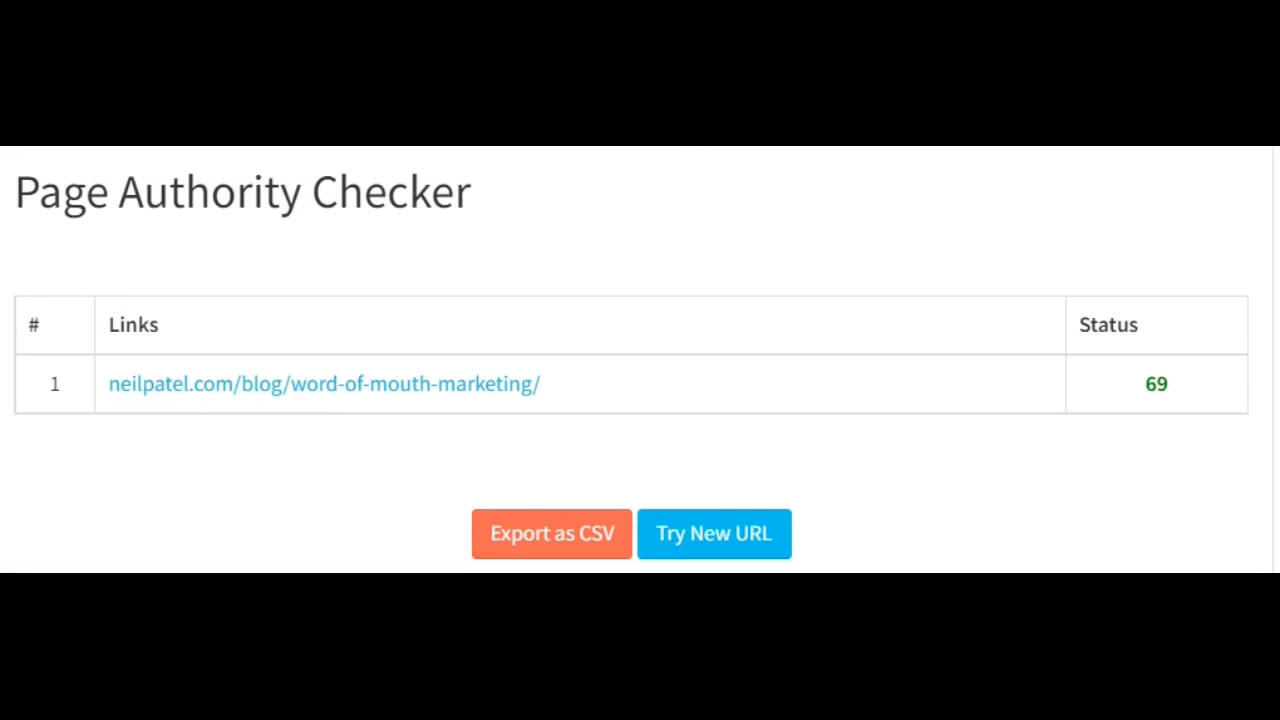 Page Authority Checker
# Links Status
1 neilpatel.com/blog/word-of-mouth-marketing/ 69
Export as CSV Try New URL